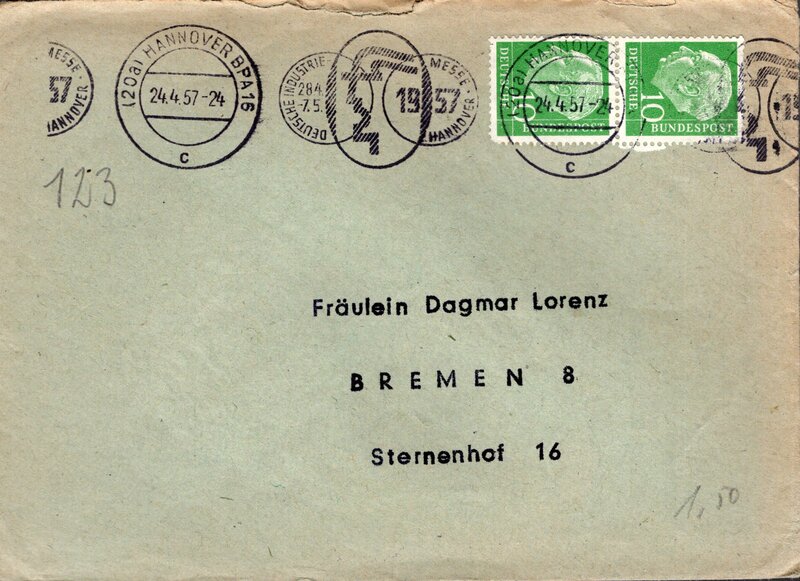 MESSE
57
HANNOVER
(20a) HANNOVER BPA 16
24.4.57-24
c
DEUTSCHE INDUSTRIE
28.4.
-7.5.
1957
MESSE
HANNOVER
(20a) HANNOVER
24.4.57-24
c
DEUTSCHE
BUNDESPOST
DEUTSCHE
10
BUNDESPOST
19
123
Fräulein Dagmar Lorenz
BREMEN 8
Sternenhof 16
1,50